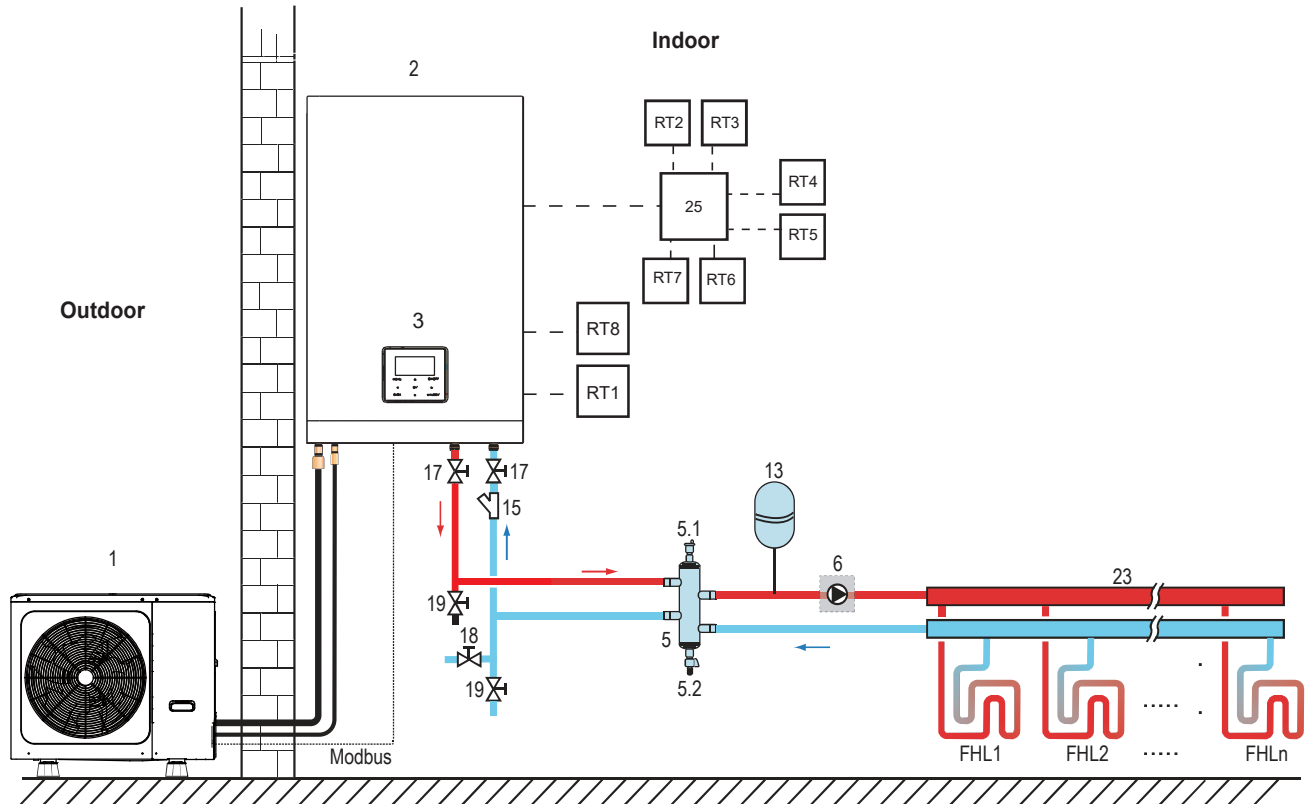 Indoor
2
RT2
RT3
RT4
25
RT5
RT7
RT6
Outdoor
3
RT8
RT1
17
17
13
15
5.1
1
6
23
19
18
5
19
5.2
Modbus
FHL1
FHL2
.....
.....
FHLn